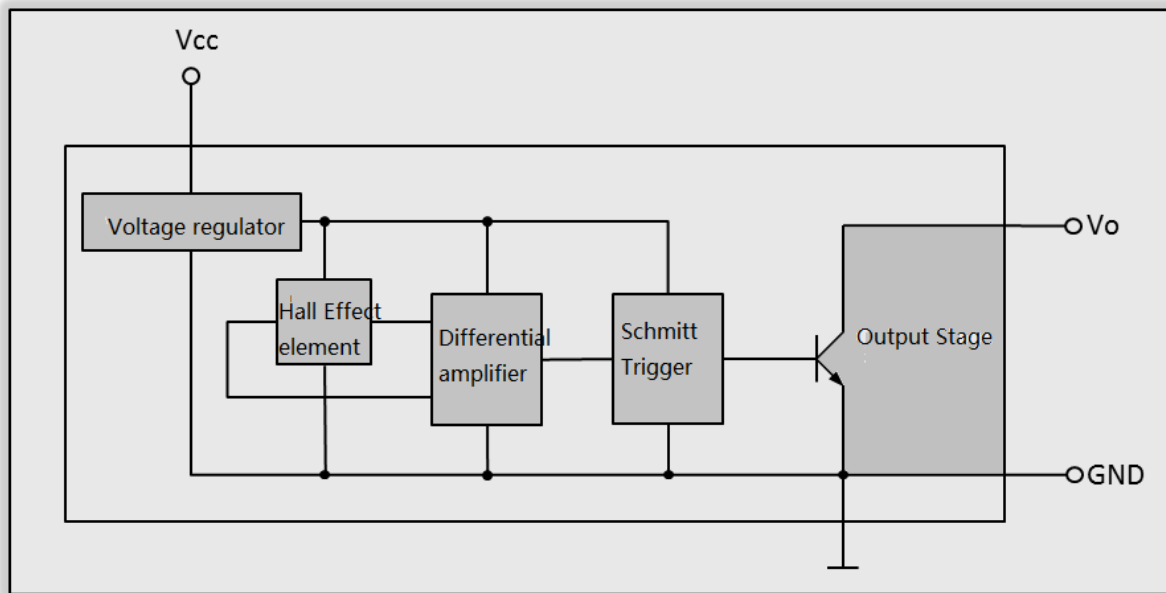 Vcc
Voltage regulator
Vo
Hall Effect
element
Differential
amplifier
Schmitt
Trigger
Output Stage
GND